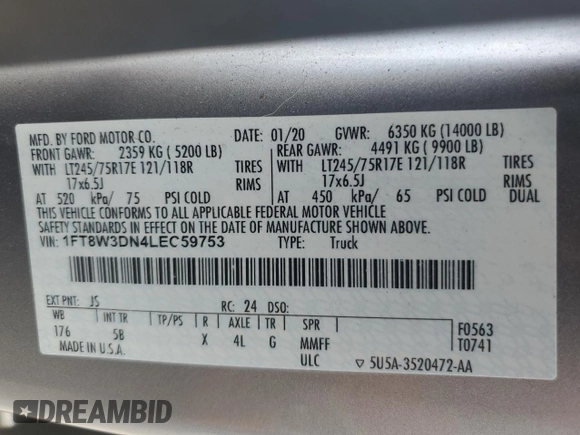 MFD. BY FORD MOTOR CO. DATE: 01/20 GVWR: 6350 KG (14000 LB)
FRONT GAWR: 2359 KG ( 5200 LB) REAR GAWR: 4491 KG ( 9900 LB)
WITH LT245/75R17E 121/118R TIRES WITH LT245/75R17E 121/118R TIRES
17x6.5J RIMS 17x6.5J RIMS
AT 520 kPa/ 75 PSI COLD AT 450 kPa/ 65 PSI COLD DUAL
THIS VEHICLE CONFORMS TO ALL APPLICABLE FEDERAL MOTOR VEHICLE
SAFETY STANDARDS IN EFFECT ON THE DATE OF MANUFACTURE SHOWN ABOVE.
VIN: 1FT8W3DN4LEC59753 TYPE: Truck
EXT PNT: JS RC: 24 DSO:
WB INT TR TP/PS R AXLE TR SPR F0563
176 5B X 4L G MMFF T0741
MADE IN U.S.A. ULC ▽ 5U5A-3520472-AA
DREAMBID